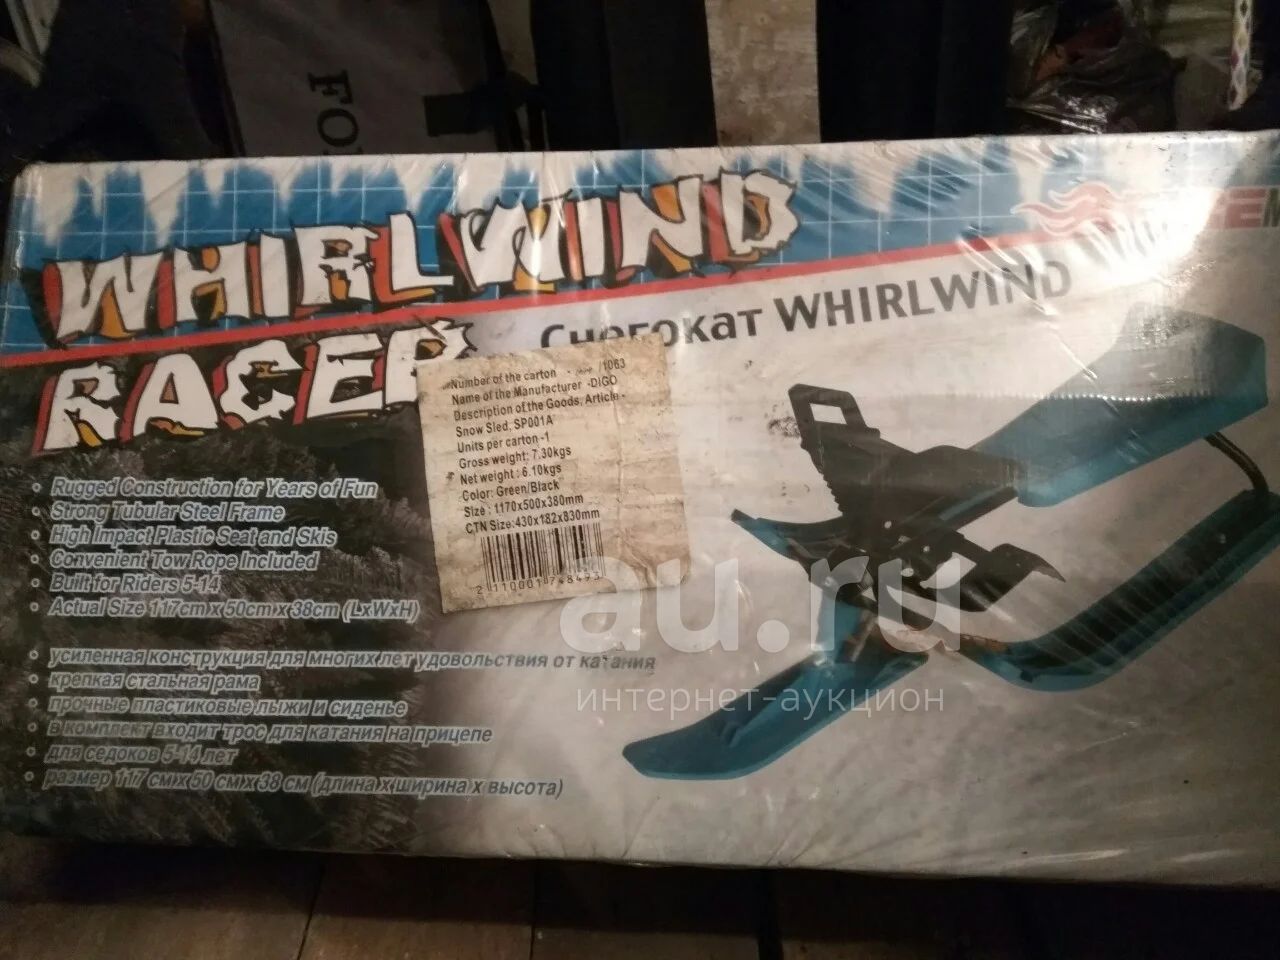 FO
WHIRLWIND
RACER
Снегокат WHIRLWIND
Number of the carton - /1063
Name of the Manufacturer -DIGO
Description of the Goods, Article -
Snow Sled, SP001A
Units per carton -1
Gross weight: 7.30kgs
Net weight : 6.10kgs
Color: Green/Black
Size : 1170x500x380mm
CTN Size:430x182x830mm
• Rugged Construction for Years of Fun
• Strong Tubular Steel Frame
• High Impact Plastic Seat and Skis
• Convenient Tow Rope Included
• Built for Riders 5-14
• Actual Size 117cm x 50cm x 38cm (LxWxH)
• усиленная конструкция для многих лет удовольствия от катания
• крепкая стальная рама
• прочные пластиковые лыжи и сиденье
• в комплект входит трос для катания на прицепе
• для седоков 5-14 лет
• размер 117 см x 50 см x 38 см (длина x ширина x высота)
au.ru
интернет-аукцион